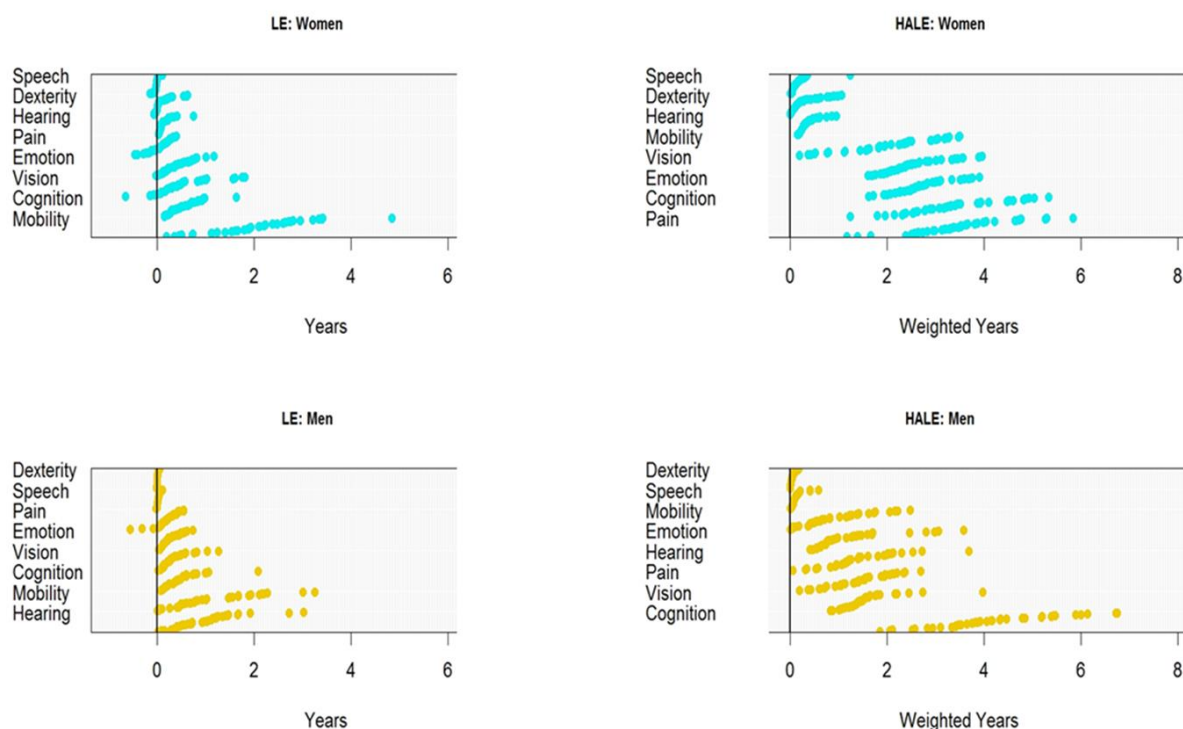 LE: Women
Speech
Dexterity
Hearing
Pain
Emotion
Vision
Cognition
Mobility
0 2 4 6
Years
HALE: Women
Speech
Dexterity
Hearing
Mobility
Vision
Emotion
Cognition
Pain
0 2 4 6 8
Weighted Years
LE: Men
Dexterity
Speech
Pain
Emotion
Vision
Cognition
Mobility
Hearing
0 2 4 6
Years
HALE: Men
Dexterity
Speech
Mobility
Emotion
Hearing
Pain
Vision
Cognition
0 2 4 6 8
Weighted Years